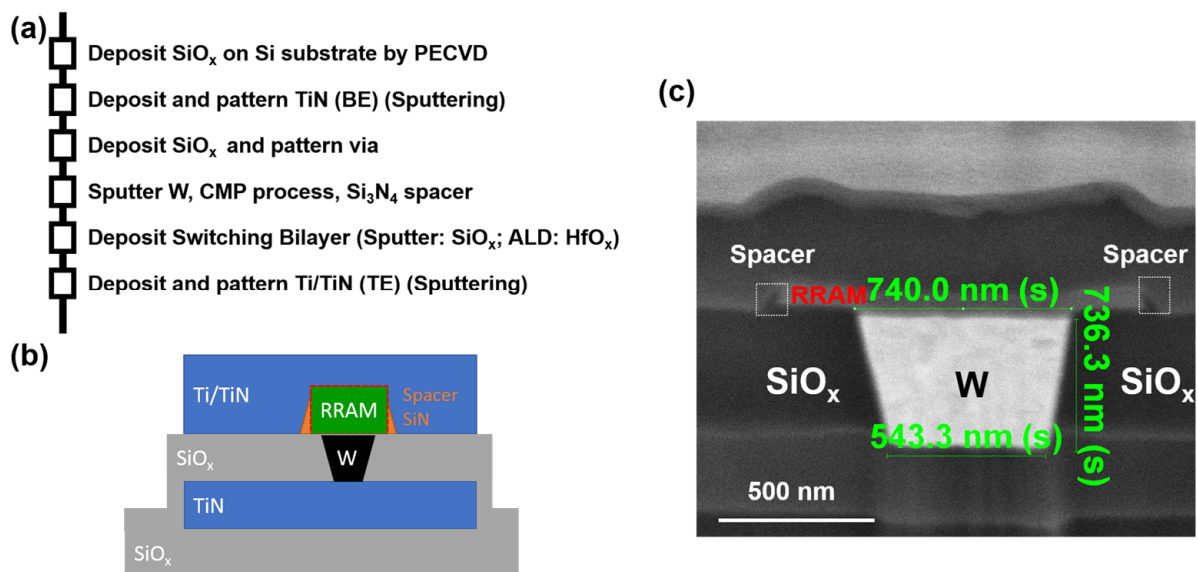 (a)
Deposit SiOₓ on Si substrate by PECVD
Deposit and pattern TiN (BE) (Sputtering)
Deposit SiOₓ and pattern via
Sputter W, CMP process, Si₃N₄ spacer
Deposit Switching Bilayer (Sputter: SiOₓ; ALD: HfOₓ)
Deposit and pattern Ti/TiN (TE) (Sputtering)
(b)
Ti/TiN
RRAM
Spacer
SiN
W
SiOₓ
TiN
SiOₓ
(c)
Spacer
Spacer
RRAM
740.0 nm (s)
736.3 nm (s)
SiOₓ
W
SiOₓ
543.3 nm (s)
500 nm